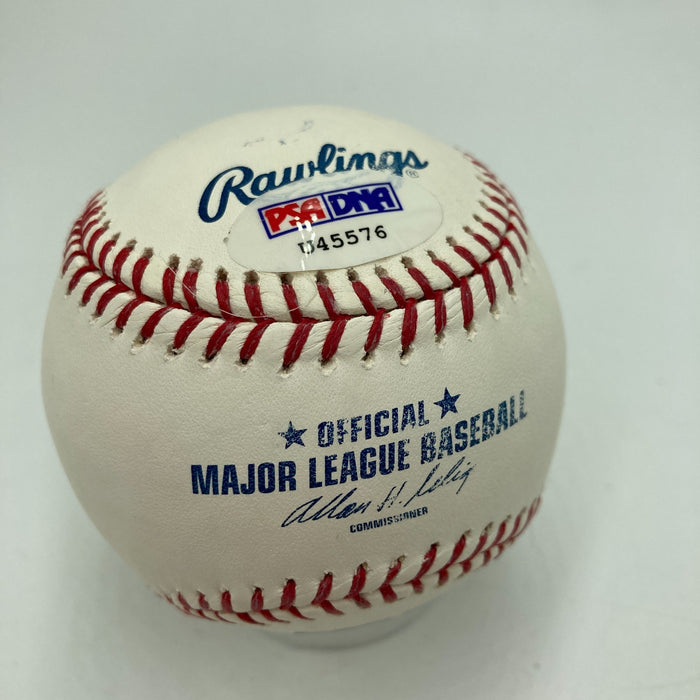 Rawlings®
PSA DNA
U45576
★ OFFICIAL ★
MAJOR LEAGUE BASEBALL
Allan H. Selig
COMMISSIONER